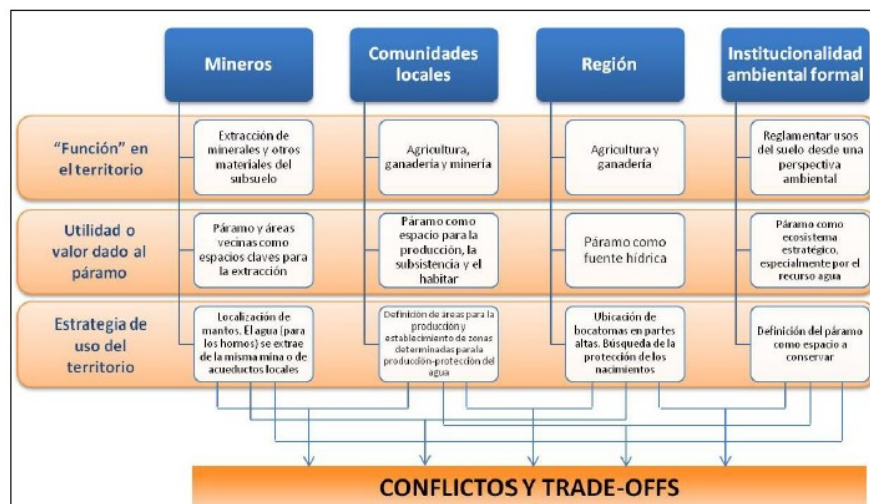 Mineros
Comunidades
locales
Región
Institucionalidad
ambiental formal
"Función" en
el territorio
Extracción de
minerales y otros
materiales del
subsuelo
Agricultura,
ganadería y minería
Agricultura y
ganadería
Reglamentar usos
del suelo desde una
perspectiva
ambiental
Utilidad o
valor dado al
páramo
Páramo y áreas
vecinas como
espacios claves para
la extracción
Páramo como
espacio para la
producción, la
subsistencia y el
habitar
Páramo como
fuente hídrica
Páramo como
ecosistema
estratégico,
especialmente por el
recurso agua
Estrategia de
uso del
territorio
Localización de
mantos. El agua (para
los hornos) se extrae
de la misma mina o de
acueductos locales
Definición de áreas para la
producción y
establecimiento de zonas
determinadas para la
producción-protección del
agua
Ubicación de
bocatomas en partes
altas. Búsqueda de la
protección de los
nacimientos
Definición del páramo
como espacio a
conservar
CONFLICTOS Y TRADE-OFFS